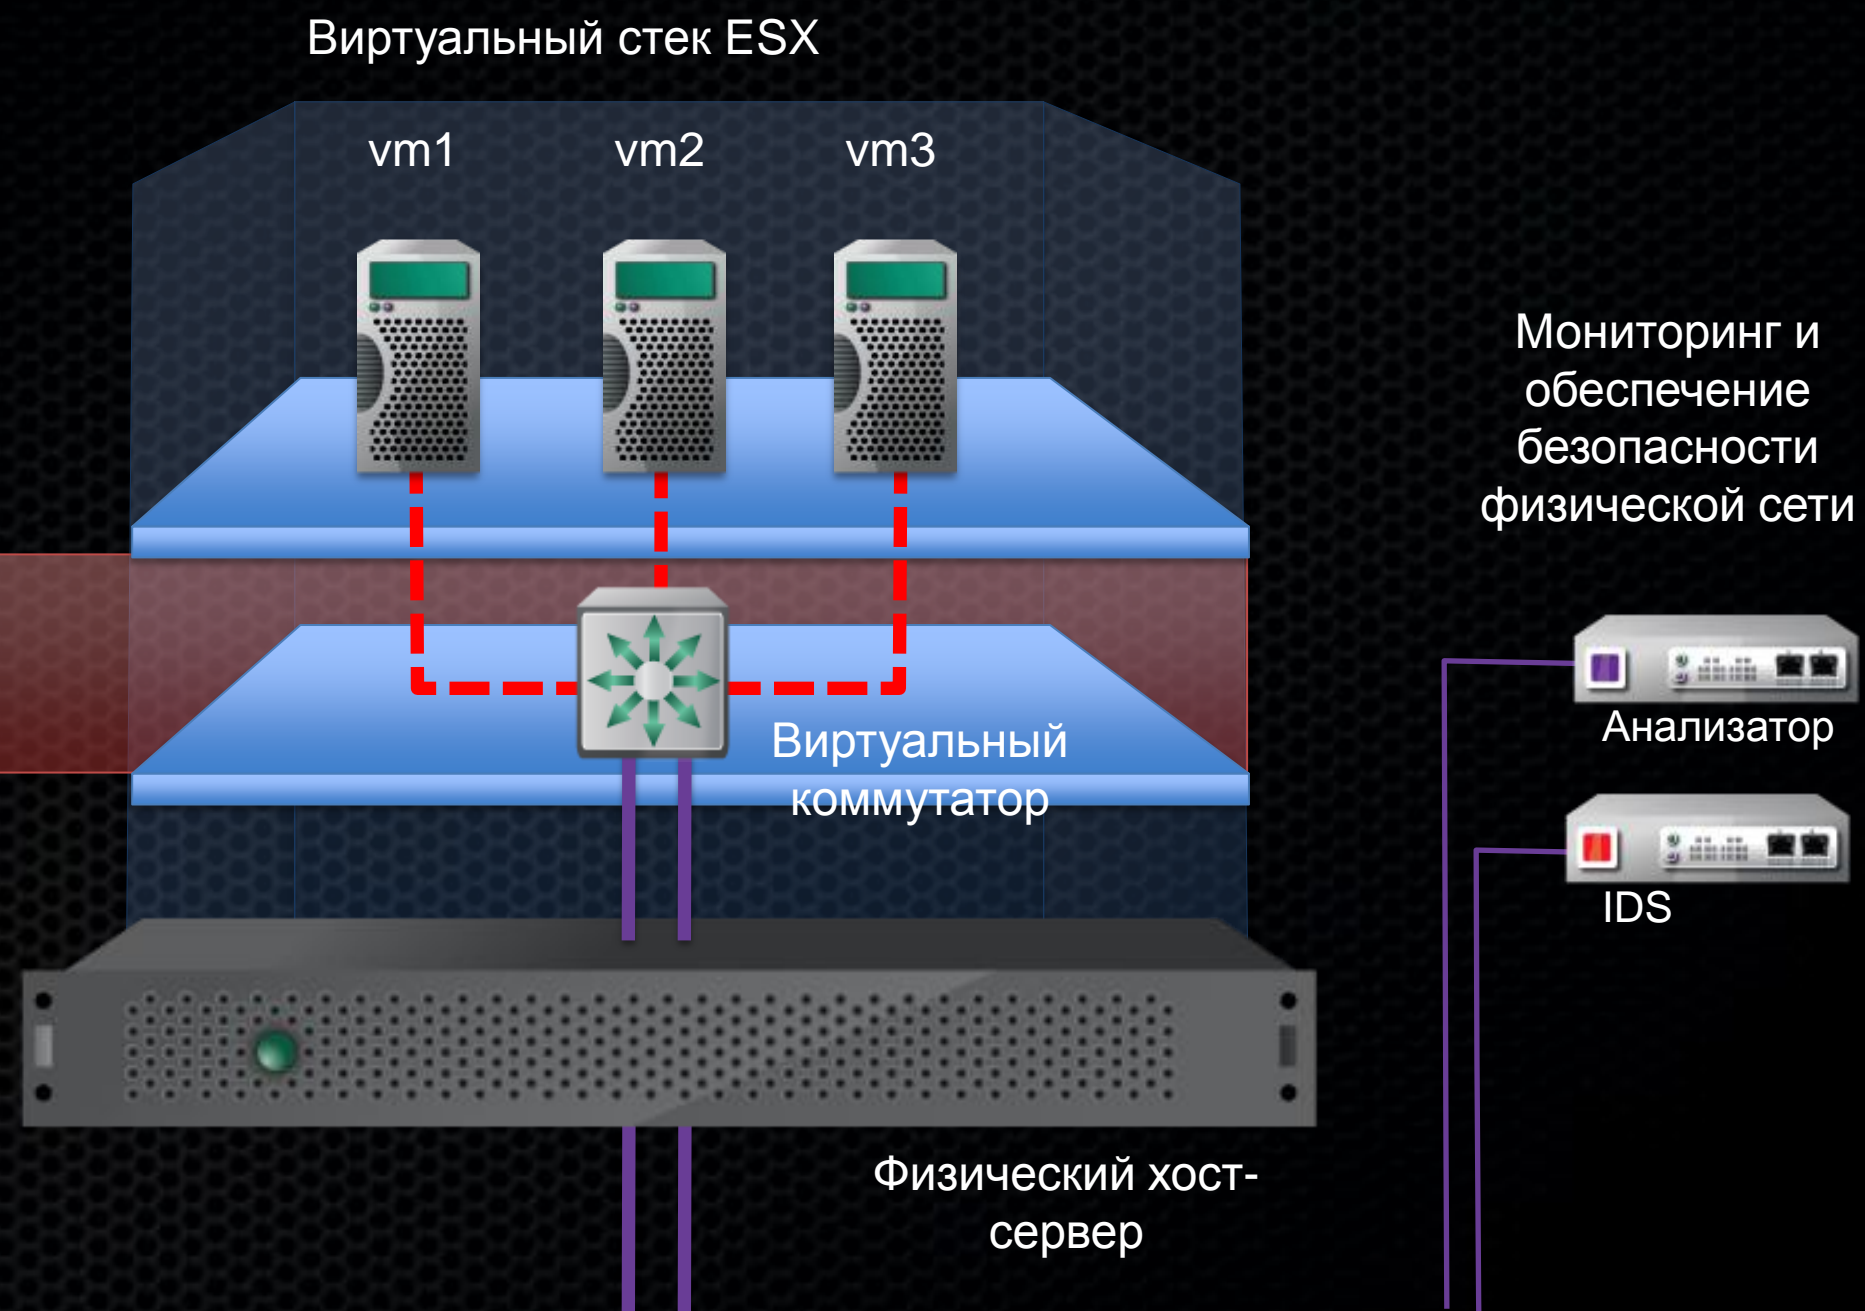 Виртуальный стек ESX
vm1
vm2
vm3
Мониторинг и
обеспечение
безопасности
физической сети
Анализатор
Виртуальный
коммутатор
IDS
Физический хост-
сервер